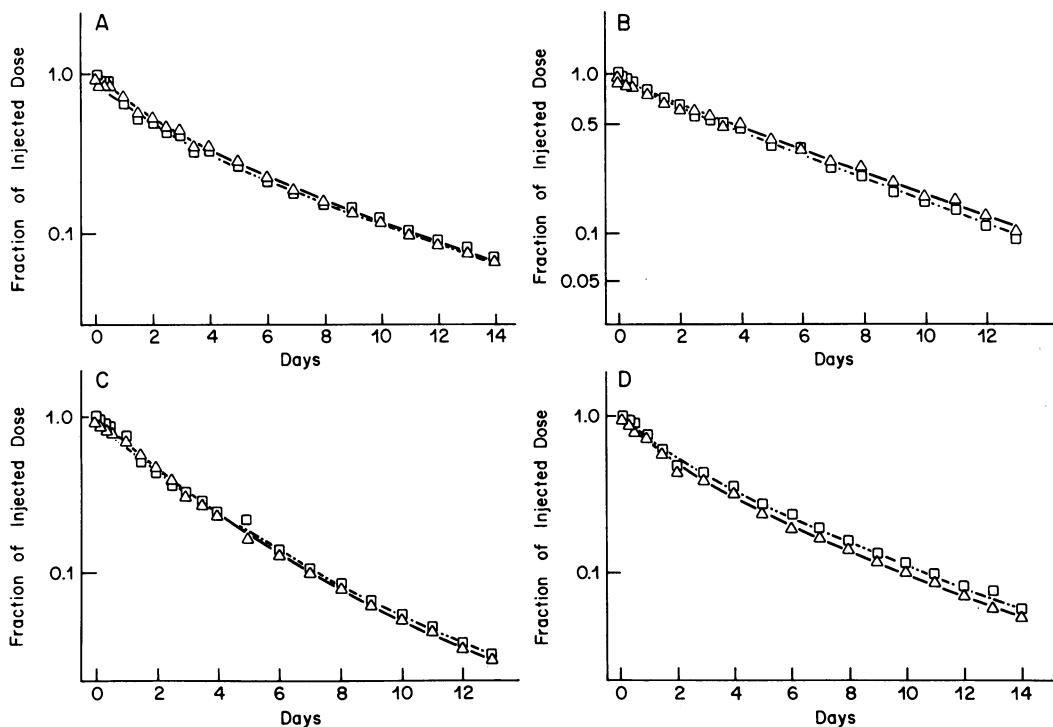 A
Fraction of Injected Dose
1.0
0.1
0 2 4 6 8 10 12 14
Days
B
Fraction of Injected Dose
1.0
0.5
0.1
0.05
0 2 4 6 8 10 12
Days
C
Fraction of Injected Dose
1.0
0.1
0 2 4 6 8 10 12
Days
D
Fraction of Injected Dose
1.0
0.1
0 2 4 6 8 10 12 14
Days